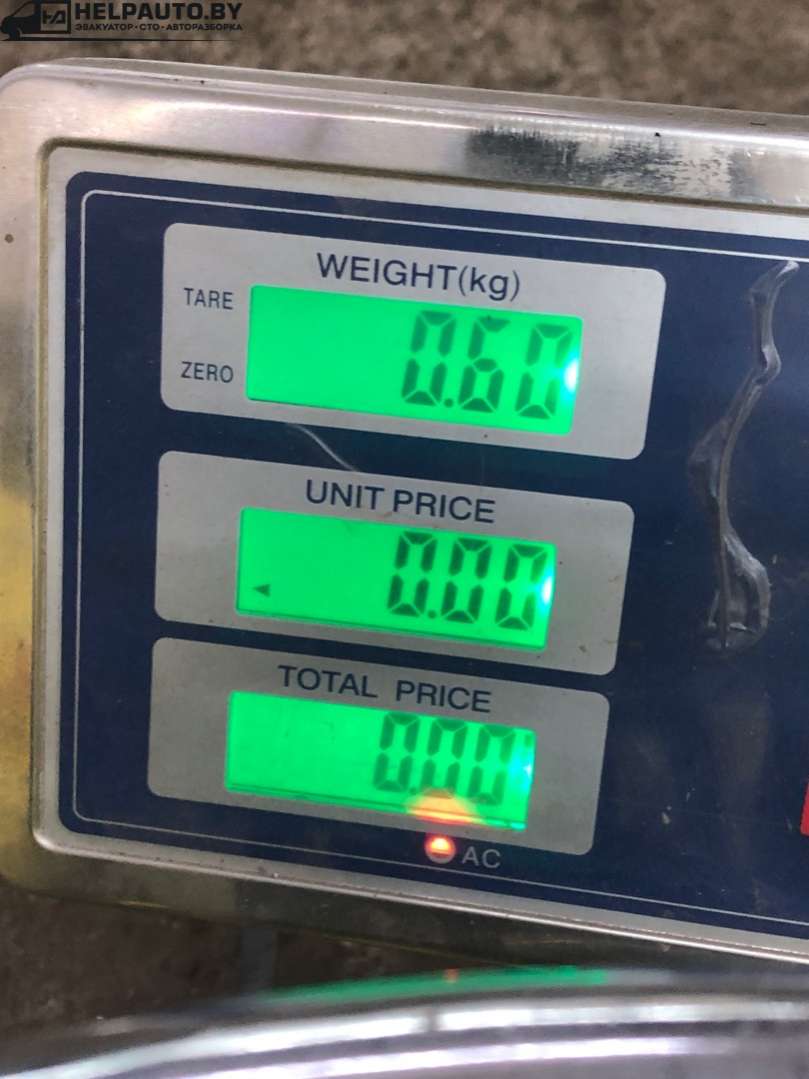 HELPAUTO.BY
ЭВАКУАТОР·СТО·АВТОРАЗБОРКА
WEIGHT(kg)
TARE
0.60
ZERO
UNIT PRICE
0.00
TOTAL PRICE
0.00
AC